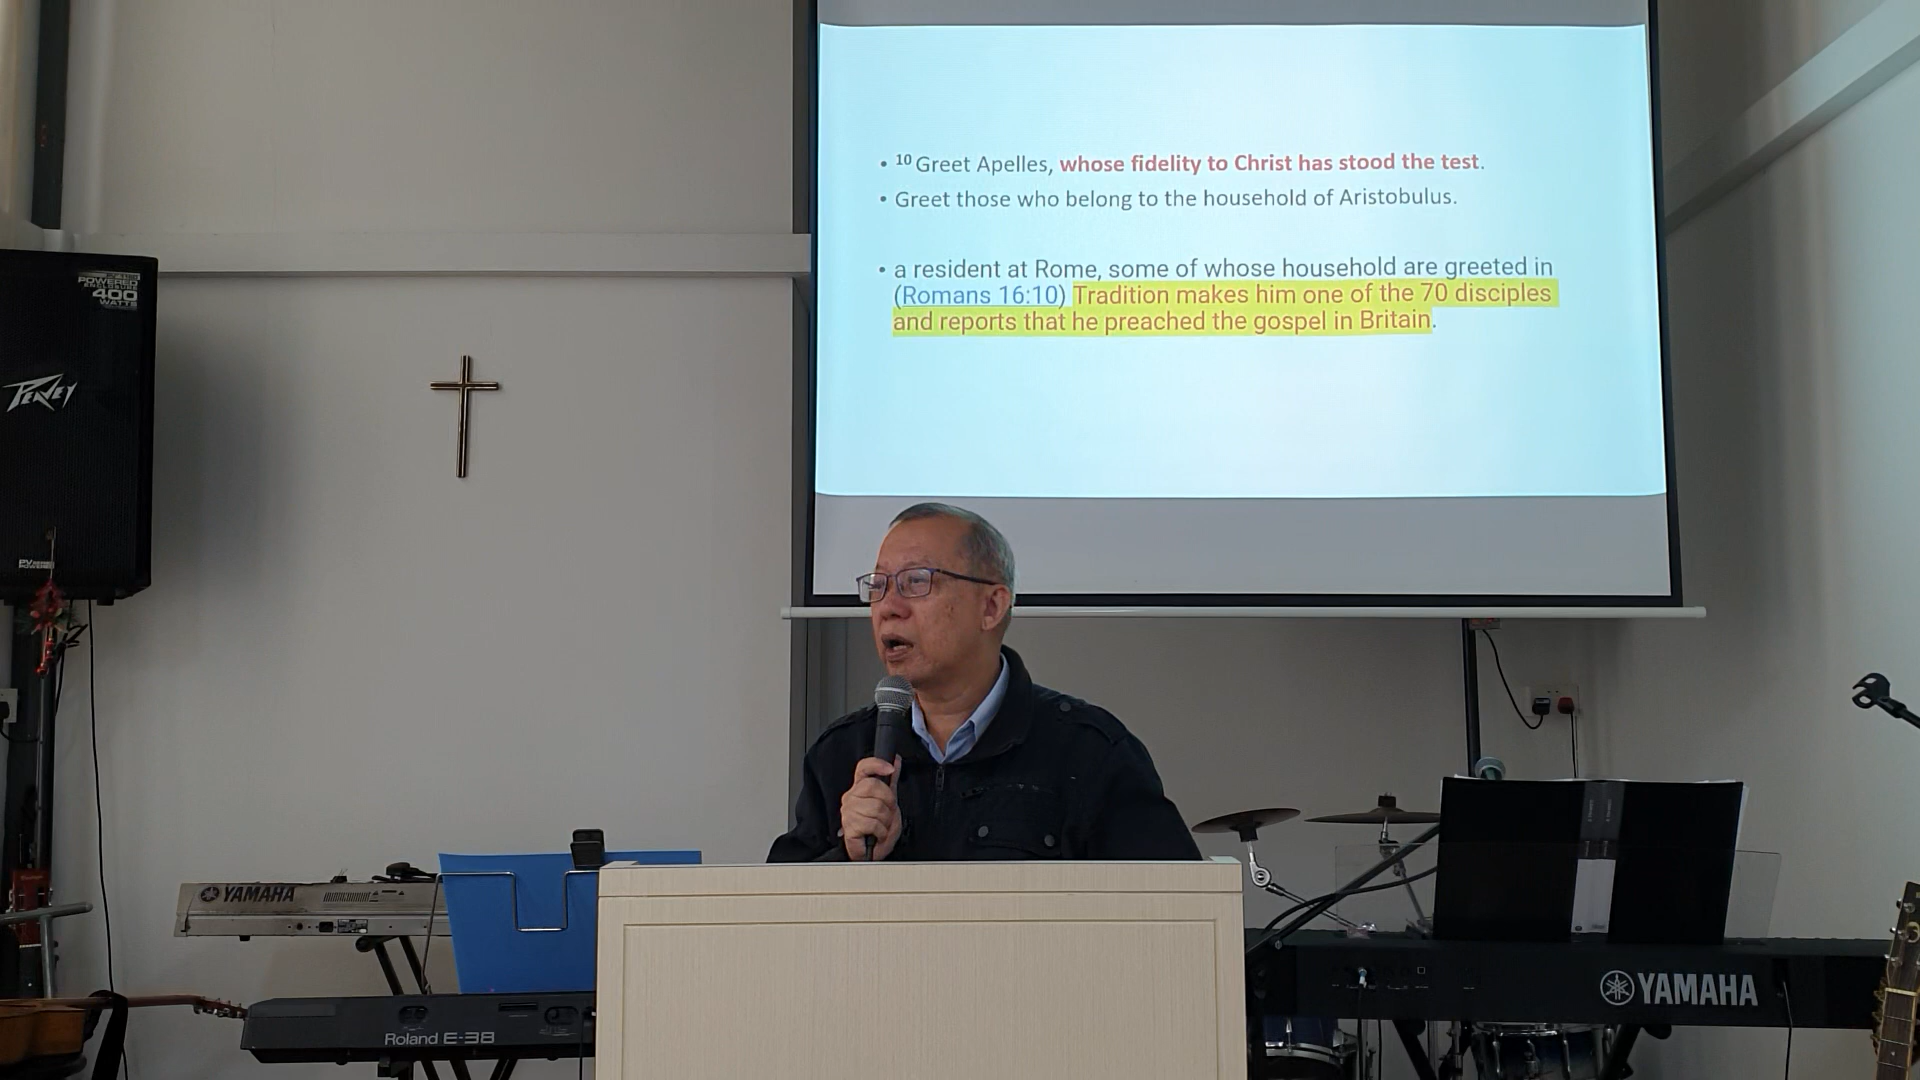 • ¹⁰ Greet Apelles, whose fidelity to Christ has stood the test.
• Greet those who belong to the household of Aristobulus.
• a resident at Rome, some of whose household are greeted in
(Romans 16:10) Tradition makes him one of the 70 disciples
and reports that he preached the gospel in Britain.
POWERED
ENCLOSURE
400
WATTS
PEAVEY
YAMAHA
Roland E-38
YAMAHA